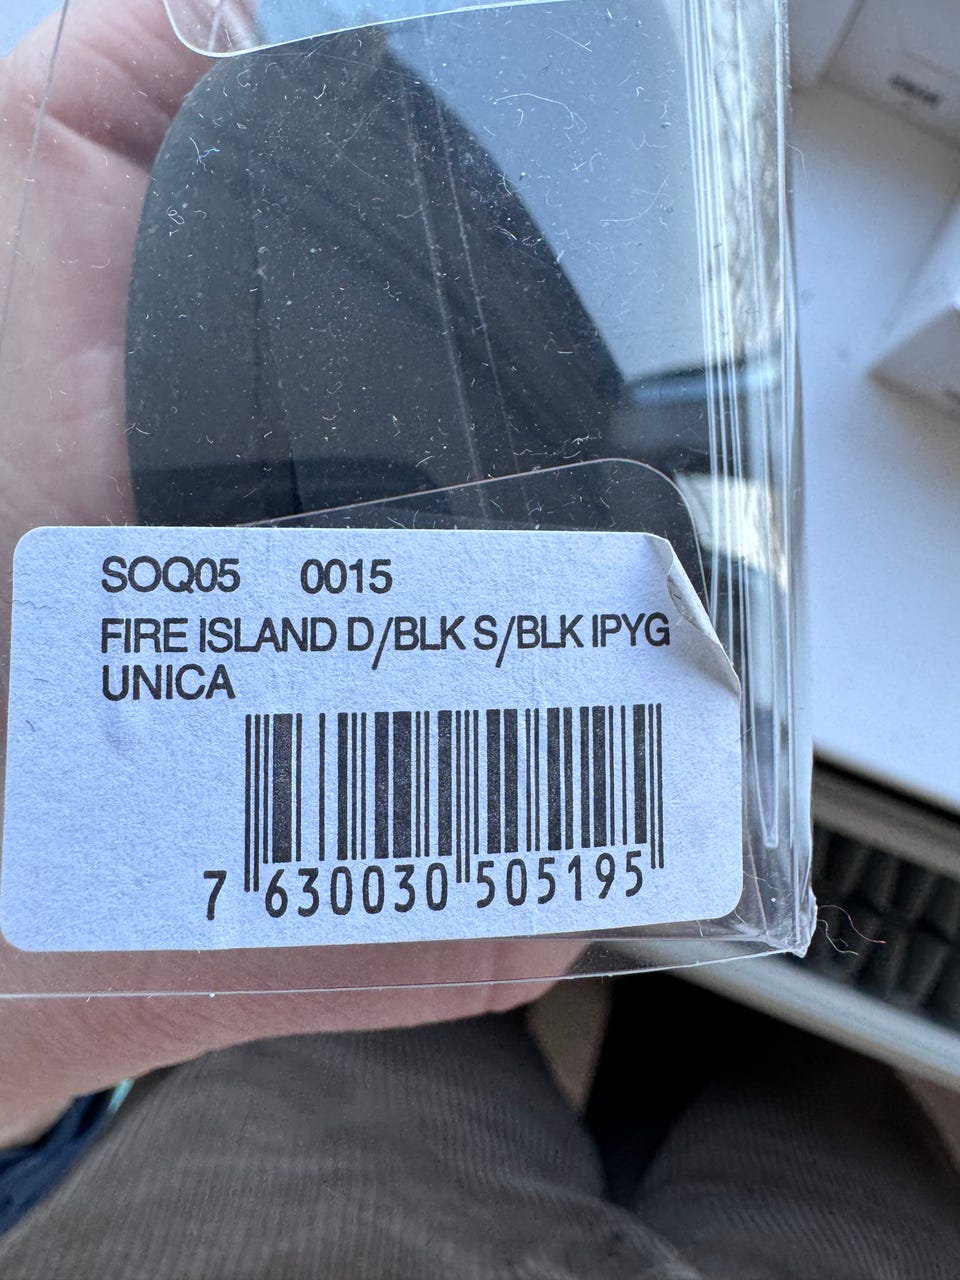 SOQ05 0015
FIRE ISLAND D/BLK S/BLK IPYG
UNICA
7 630030 505195